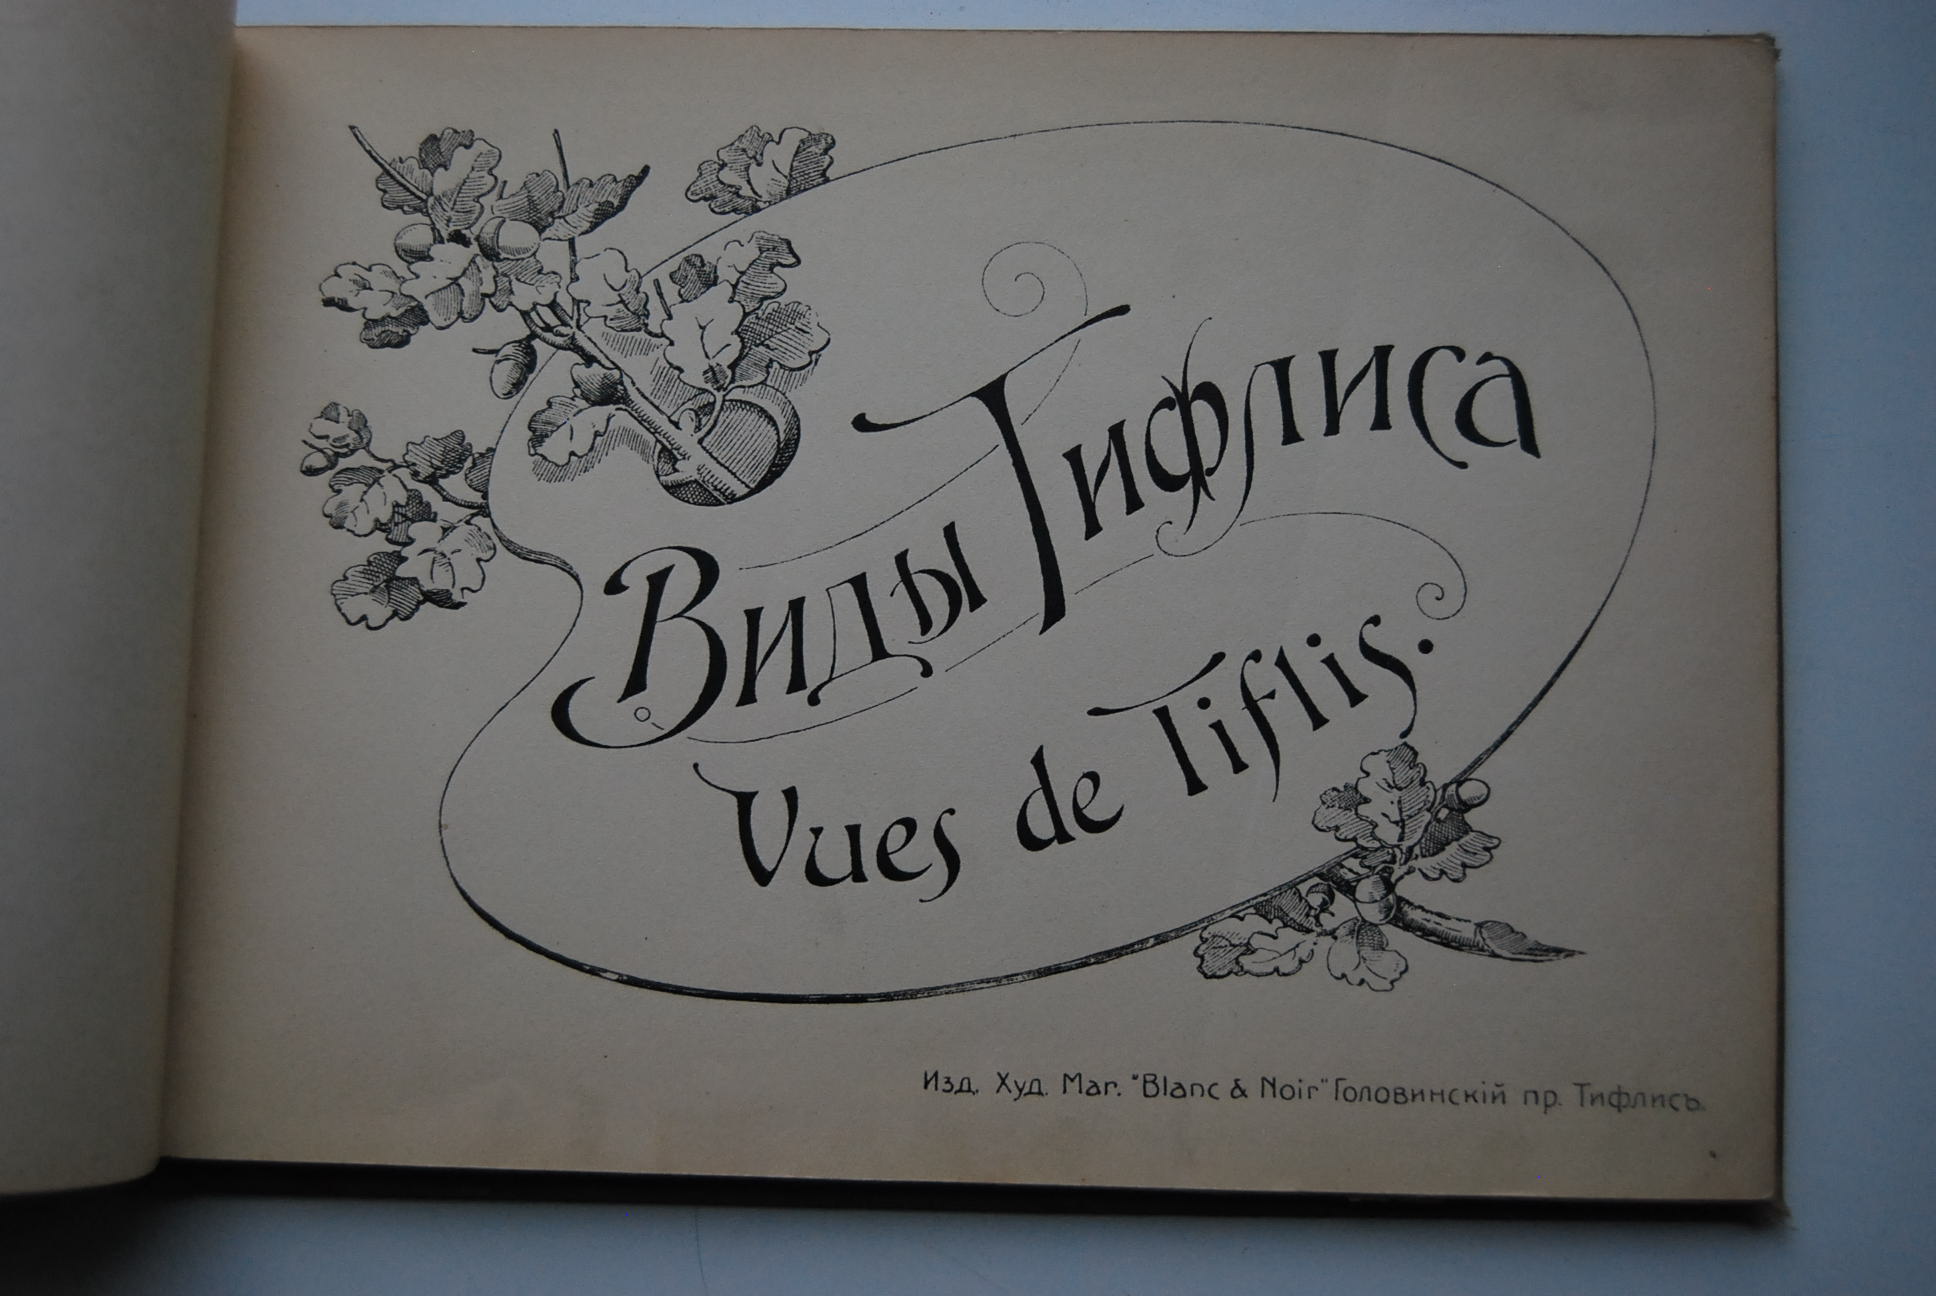 Виды Тифлиса
Vues de Tiflis.
Изд. Худ. Маг. "Blanc & Noir" Головинскій пр. Тифлисъ.